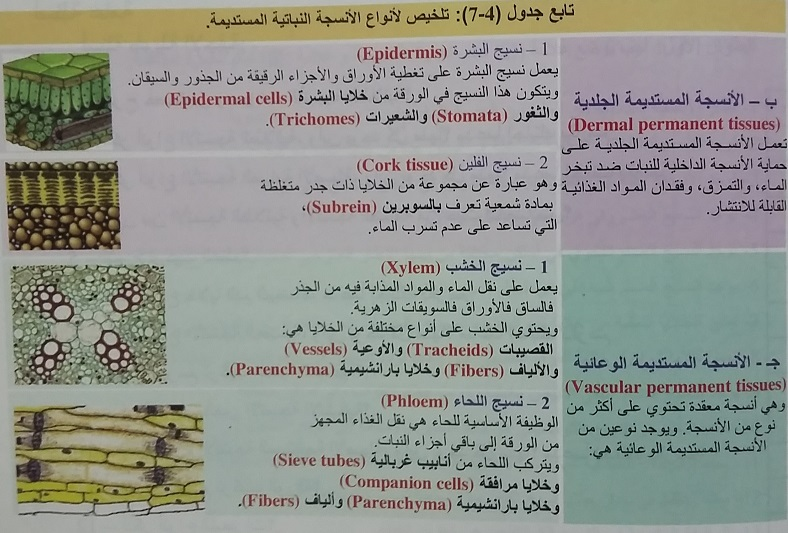 تابع جدول (4-7): تلخيص لأنواع الأنسجة النباتية المستديمة.
ب – الأنسجة المستديمة الجلدية
(Dermal permanent tissues)
تعمل الأنسجة المستديمة الجلدية على
حماية الأنسجة الداخلية للنبات ضد تبخر
الماء، والتمزق، وفقدان المواد الغذائية
القابلة للانتشار.
1 – نسيج البشرة (Epidermis)
يعمل نسيج البشرة على تغطية الأوراق والأجزاء الرقيقة من الجذور والسيقان.
ويتكون هذا النسيج في الورقة من خلايا البشرة (Epidermal cells)
والثغور (Stomata) والشعيرات (Trichomes).
2 – نسيج الفلين (Cork tissue)
وهو عبارة عن مجموعة من الخلايا ذات جدر متغلظة
بمادة شمعية تعرف بالسوبرين (Subrein)،
التي تساعد على عدم تسرب الماء.
جـ - الأنسجة المستديمة الوعائية
(Vascular permanent tissues)
وهي أنسجة معقدة تحتوي على أكثر من
نوع من الأنسجة. ويوجد نوعين من
الأنسجة المستديمة الوعائية هي:
1 – نسيج الخشب (Xylem)
يعمل على نقل الماء والمواد المذابة فيه من الجذر
فالساق فالأوراق فالسويقات الزهرية.
ويحتوي الخشب على أنواع مختلفة من الخلايا هي:
القصيبات (Tracheids) والأوعية (Vessels)
والألياف (Fibers) وخلايا بارانشيمية (Parenchyma).
2 – نسيج اللحاء (Phloem)
الوظيفة الأساسية للحاء هي نقل الغذاء المجهز
من الورقة إلى باقي أجزاء النبات.
ويتركب اللحاء من أنابيب غربالية (Sieve tubes)
وخلايا مرافقة (Companion cells)
وخلايا بارانشيمية (Parenchyma) وألياف (Fibers).